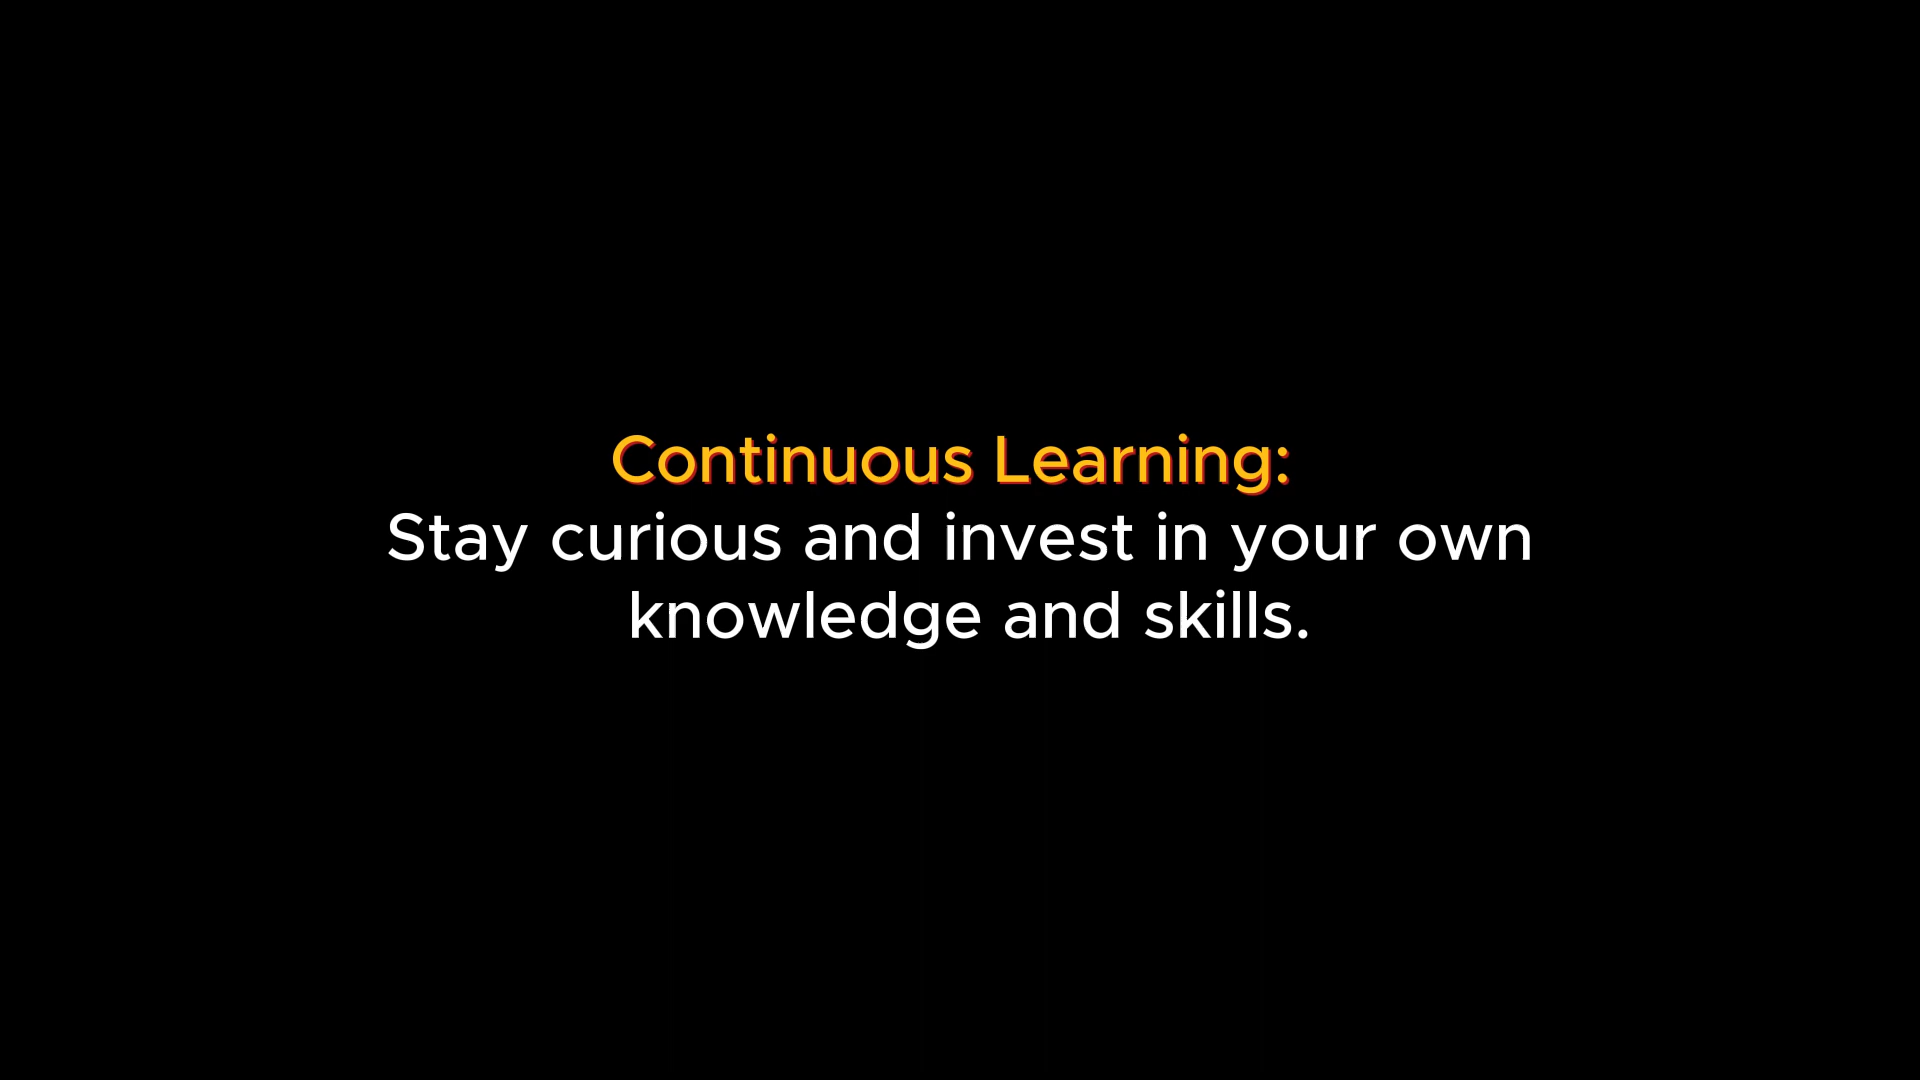 Continuous Learning:
Stay curious and invest in your own
knowledge and skills.